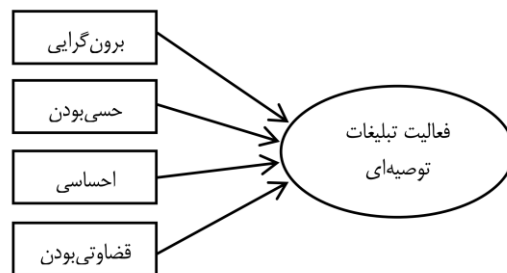 برون‌گرایی
حسی‌بودن
احساسی
قضاوتی‌بودن
فعالیت تبلیغات
توصیه‌ای